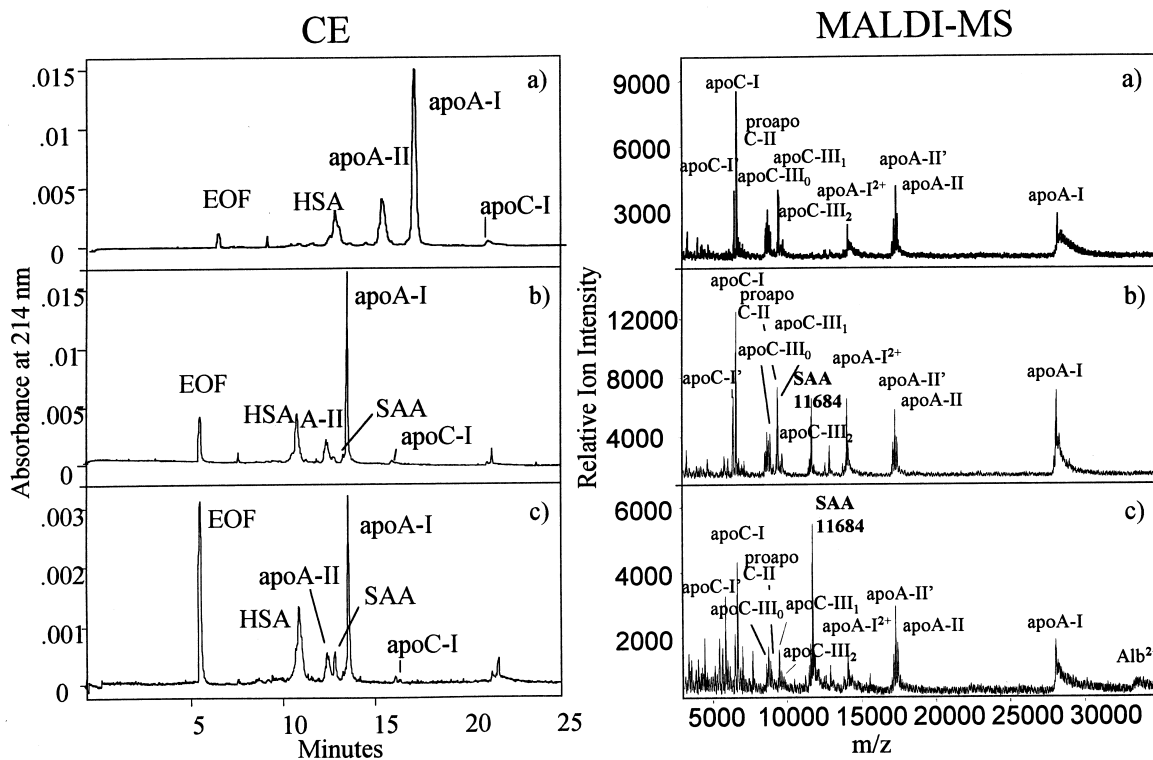 CE
MALDI-MS
Absorbance at 214 nm
.015
.01
.005
0
a)
EOF
HSA
apoA-II
apoA-I
apoC-I
.015
.01
.005
0
b)
EOF
HSA
A-II
apoA-I
SAA
apoC-I
.003
.002
.001
0
c)
EOF
HSA
apoA-II
apoA-I
SAA
apoC-I
5
10
15
20
25
Minutes
Relative Ion Intensity
9000
6000
3000
a)
apoC-I
proapo
C-II
apoC-I'
apoC-III1
apoC-III0
apoC-III2
apoA-I2+
apoA-II'
apoA-II
apoA-I
12000
8000
4000
b)
apoC-I
proapo
C-II
apoC-III1
apoC-III0
apoC-I'
SAA
11684
apoC-III2
apoA-I2+
apoA-II'
apoA-II
apoA-I
6000
4000
2000
c)
SAA
11684
apoC-I
proapo
C-II
apoC-I'
apoC-III0
apoC-III1
apoC-III2
apoA-I2+
apoA-II'
apoA-II
apoA-I
Alb2
5000
10000
15000
20000
25000
30000
m/z